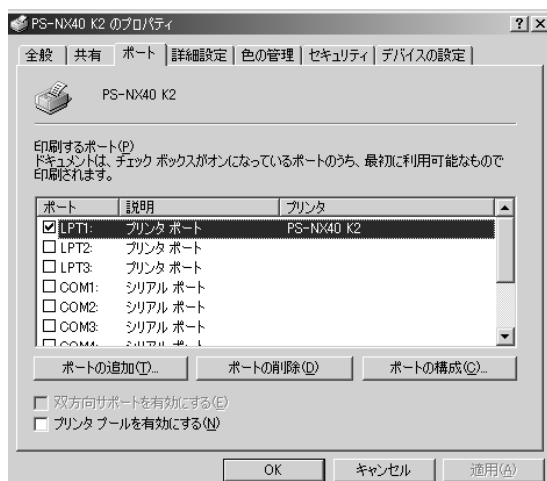 PS-NX40 K2 のプロパティ
? ×
全般 共有 ポート 詳細設定 色の管理 セキュリティ デバイスの設定
PS-NX40 K2
印刷するポート(P)
ドキュメントは、チェック ボックスがオンになっているポートのうち、最初に利用可能なもので
印刷されます。
ポート 説明 プリンタ
LPT1: プリンタ ポート PS-NX40 K2
LPT2: プリンタ ポート
LPT3: プリンタ ポート
COM1: シリアル ポート
COM2: シリアル ポート
COM3: シリアル ポート
COM4: シリアル ポート
ポートの追加(T)... ポートの削除(D) ポートの構成(C)...
双方向サポートを有効にする(E)
プリンタ プールを有効にする(N)
OK キャンセル 適用(A)